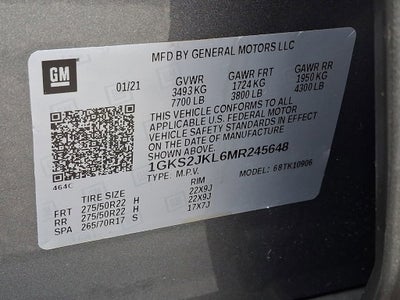 GM
MFD BY GENERAL MOTORS LLC
01/21
GVWR GAWR FRT GAWR RR
3493 KG 1724 KG 1950 KG
7700 LB 3800 LB 4300 LB
THIS VEHICLE CONFORMS TO ALL
APPLICABLE U.S. FEDERAL MOTOR
VEHICLE SAFETY STANDARDS IN EFFECT
ON THE DATE OF MANUFACTURE
SHOWN ABOVE.
1GKS2JKL6MR245648
TYPE: M.P.V. MODEL: 68TK10906
464C
TIRE SIZE RIM
FRT 275/50R22 H 22X9J
RR 275/50R22 H 22X9J
SPA 265/70R17 S 17X7J